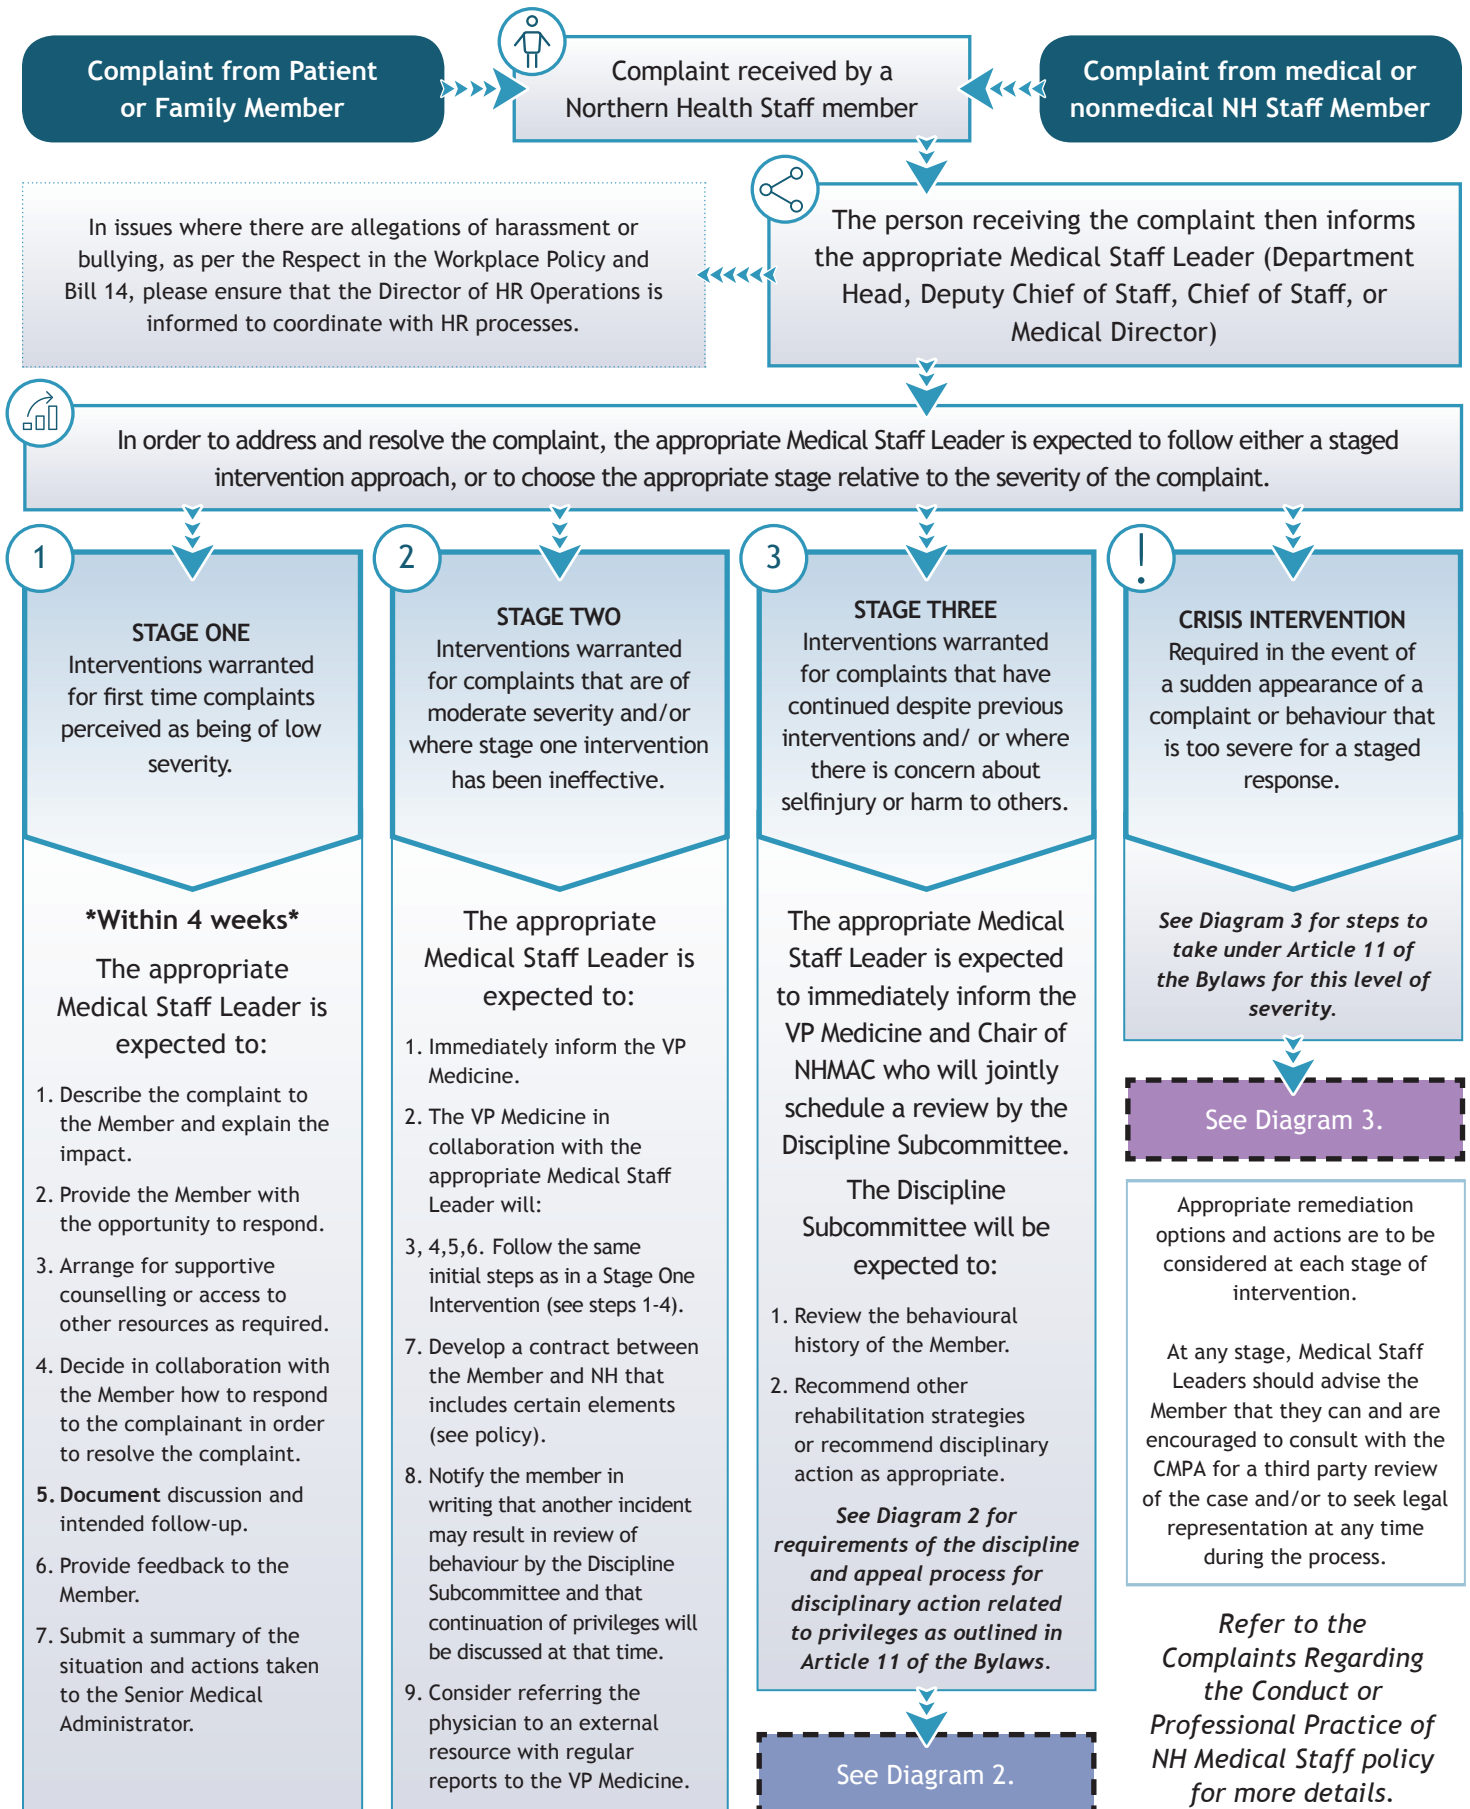 Complaint from Patient
or Family Member
Complaint received by a
Northern Health Staff member
Complaint from medical or
nonmedical NH Staff Member
In issues where there are allegations of harassment or
bullying, as per the Respect in the Workplace Policy and
Bill 14, please ensure that the Director of HR Operations is
informed to coordinate with HR processes.
The person receiving the complaint then informs
the appropriate Medical Staff Leader (Department
Head, Deputy Chief of Staff, Chief of Staff, or
Medical Director)
In order to address and resolve the complaint, the appropriate Medical Staff Leader is expected to follow either a staged
intervention approach, or to choose the appropriate stage relative to the severity of the complaint.
1
STAGE ONE
Interventions warranted
for first time complaints
perceived as being of low
severity.
*Within 4 weeks*
The appropriate
Medical Staff Leader is
expected to:
1. Describe the complaint to
the Member and explain the
impact.
2. Provide the Member with
the opportunity to respond.
3. Arrange for supportive
counselling or access to
other resources as required.
4. Decide in collaboration with
the Member how to respond
to the complainant in order
to resolve the complaint.
5. Document discussion and
intended follow-up.
6. Provide feedback to the
Member.
7. Submit a summary of the
situation and actions taken
to the Senior Medical
Administrator.
2
STAGE TWO
Interventions warranted
for complaints that are of
moderate severity and/or
where stage one intervention
has been ineffective.
The appropriate
Medical Staff Leader is
expected to:
1. Immediately inform the VP
Medicine.
2. The VP Medicine in
collaboration with the
appropriate Medical Staff
Leader will:
3, 4,5,6. Follow the same
initial steps as in a Stage One
Intervention (see steps 1-4).
7. Develop a contract between
the Member and NH that
includes certain elements
(see policy).
8. Notify the member in
writing that another incident
may result in review of
behaviour by the Discipline
Subcommittee and that
continuation of privileges will
be discussed at that time.
9. Consider referring the
physician to an external
resource with regular
reports to the VP Medicine.
3
STAGE THREE
Interventions warranted
for complaints that have
continued despite previous
interventions and/ or where
there is concern about
selfinjury or harm to others.
The appropriate Medical
Staff Leader is expected
to immediately inform the
VP Medicine and Chair of
NHMAC who will jointly
schedule a review by the
Discipline Subcommittee.
The Discipline
Subcommittee will be
expected to:
1. Review the behavioural
history of the Member.
2. Recommend other
rehabilitation strategies
or recommend disciplinary
action as appropriate.
See Diagram 2 for
requirements of the discipline
and appeal process for
disciplinary action related
to privileges as outlined in
Article 11 of the Bylaws.
See Diagram 2.
!
CRISIS INTERVENTION
Required in the event of
a sudden appearance of a
complaint or behaviour that
is too severe for a staged
response.
See Diagram 3 for steps to
take under Article 11 of
the Bylaws for this level of
severity.
See Diagram 3.
Appropriate remediation
options and actions are to be
considered at each stage of
intervention.
At any stage, Medical Staff
Leaders should advise the
Member that they can and are
encouraged to consult with the
CMPA for a third party review
of the case and/or to seek legal
representation at any time
during the process.
Refer to the
Complaints Regarding
the Conduct or
Professional Practice of
NH Medical Staff policy
for more details.